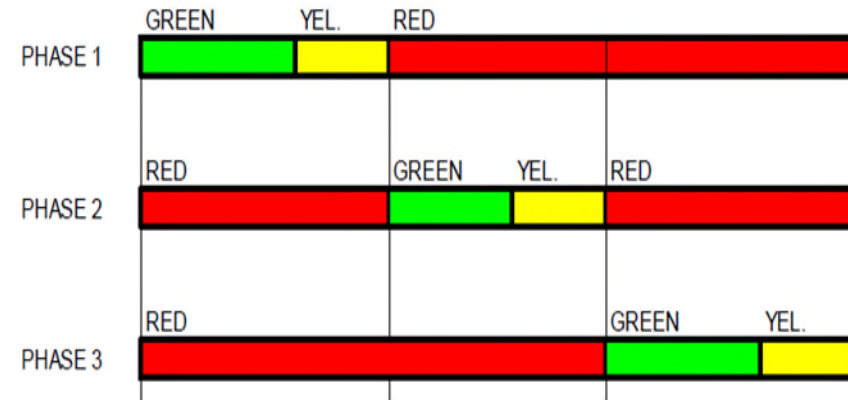 GREEN YEL. RED
PHASE 1
RED GREEN YEL. RED
PHASE 2
RED GREEN YEL.
PHASE 3